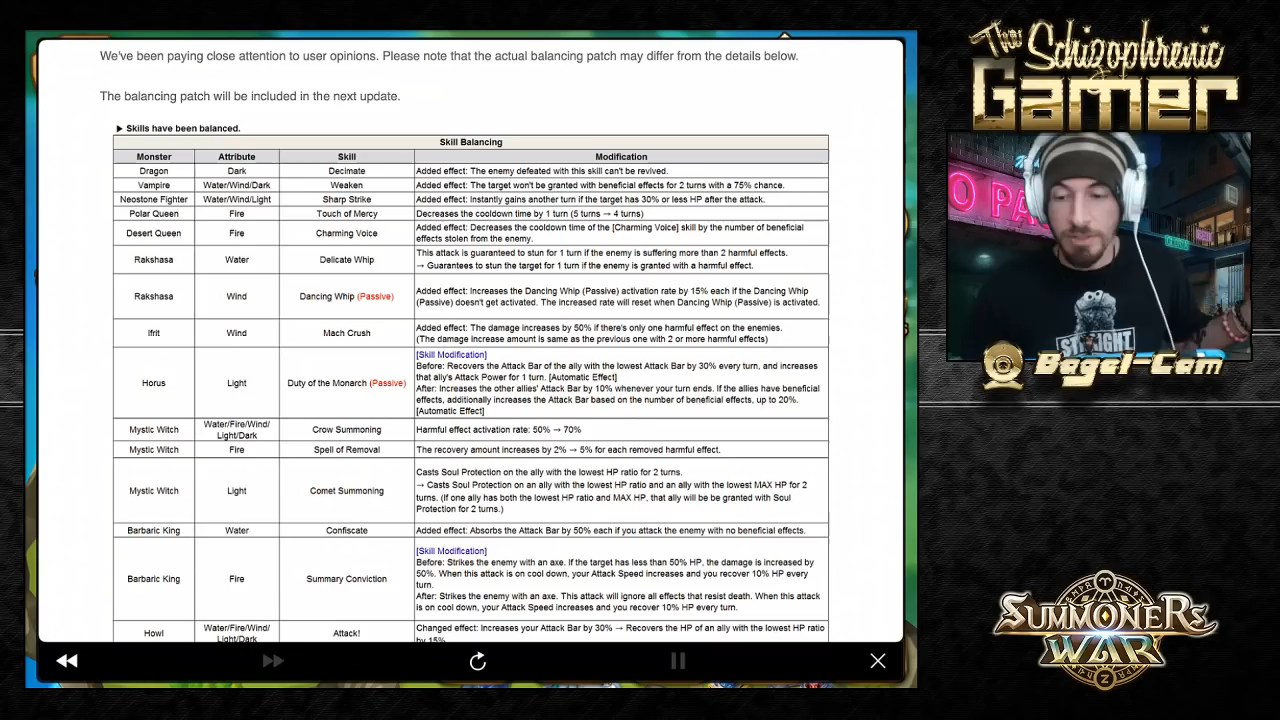 We've been paying close attention to user opinions. Please note that the actual balancing patch may differ from the details below.
The balancing patch will be included in the next update.
► Skills have been balanced.
Skill Balancing
Monster Attribute Skill Modification
Dragon Dark Decimate Added effect: The enemy defeated with this skill can't be revived.
Vampire Water/Wind/Dark Weaken Added effect: The target won't be granted with beneficial effects for 2 turns with a 75% chance.
Neostone Fighter Water/Wind/Light Sharp Strike Added effect: Instantly gains another turn if the target has 30% or less HP after the attack.
Polar Queen Fire Touch of Mercy Decreases the cooldown time by 1 turn (5 turns → 4 turns)
Desert Queen Fire Charming Voice Added effect: Decreases the cooldown time of the [Charming Voice] skill by the number of beneficial
effects stolen from the enemy.
Rakshasa Water Delicate Whip This attack is guaranteed to stun for 1 turn if the enemy is suffering more than 2 harmful effects.
→ Guarantees to stun the target for 1 turn if the enemy is granted with a harmful effect.
Rakshasa Wind Dancing Whip (Passive) Added effect: Increases the Dancing Whip (Passive) activation rate by 15% each if the Dancing Whip
(Passive) doesn't get activated. The increased rate will reset when Dancing Whip (Passive) is activated.
Ifrit Wind Mach Crush Added effect: The damage increases by 50% if there's only one harmful effect on the enemies.
(The damage increase amount is same as the previous one with 2 or more harmful effects)
Horus Light Duty of the Monarch (Passive) [Skill Modification]
Before: Recovers the Attack Bar of the ally with the lowest Attack Bar by 30% every turn, and increases
that ally's Attack Power for 1 turn. [Automatic Effect]
After: Increases the other allies' Attack Bar by 10% whenever your turn ends. If the allies have beneficial
effects, additionally increases the Attack Bar based on the number of beneficial effects, up to 20%.
[Automatic Effect]
Mystic Witch Water/Fire/Wind/
Light/Dark Crow Summoning Harmful effect activation rate: 50% → 70%
Mystic Witch Fire Spell of Removal The recovery amount increases by 2% → 5% for each removed harmful effect.
Mystic Witch Light Comet Summoning Casts Soul Protection on the ally with the lowest HP ratio for 2 turns.
→ Casts Soul Protection on an ally with the lowest HP ratio and an ally with the lowest MAX HP for 2
turns. (If one ally has both the lowest HP ratio and MAX HP, that ally will be be granted with Soul
Protection for 2 turns.)
Barbaric King Water Confiscate Added effect: Absorbs the Attack Bar by 50% each if you attack the enemy with no beneficial effects.
Barbaric King Fire Summary Conviction [Skill Modification]
Before: Strikes the enemy with an axe. If the target has less than 50% HP, the damage is increased by
50%. When this attack is on cool down, your Attack Speed increases and you recover 10% HP every
turn.
After: Strikes the enemy with an axe. This attack will ignore all effects that resist death. When this attack
is on cool down, your Attack Speed increases and you recover 10% HP every turn.
Howl Water/Fire/Wind/
Light/Dark Attack! Changed effect: Increases your Attack Bar by 30% → Recovers the HP of an ally with the lowest HP ratio
by 15%
The Schizophrenic
Gamer
O PA
STRAIGHT
Bagel-Cam
SUMMONERS
WAR